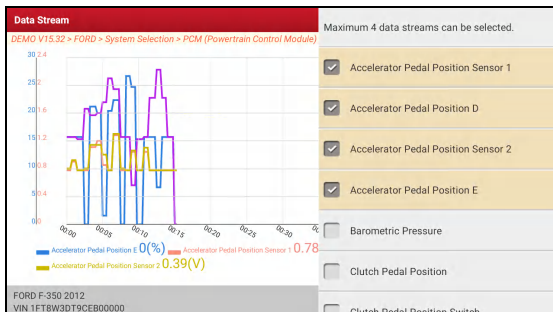 Data Stream
DEMO V15.32 > FORD > System Selection > PCM (Powertrain Control Module)
Maximum 4 data streams can be selected.
Accelerator Pedal Position Sensor 1
Accelerator Pedal Position D
Accelerator Pedal Position Sensor 2
Accelerator Pedal Position E
Barometric Pressure
Clutch Pedal Position
Clutch Pedal Position Switch
30 2.4
25 2
20 1.6
15 1.2
10 0.8
5 0.4
0 0
00:00 00:05 00:10 00:15 00:20 00:25 00:30
Accelerator Pedal Position E 0(%) Accelerator Pedal Position Sensor 1 0.78
Accelerator Pedal Position Sensor 2 0.39(V)
FORD F-350 2012
VIN 1FT8W3DT9CEB00000